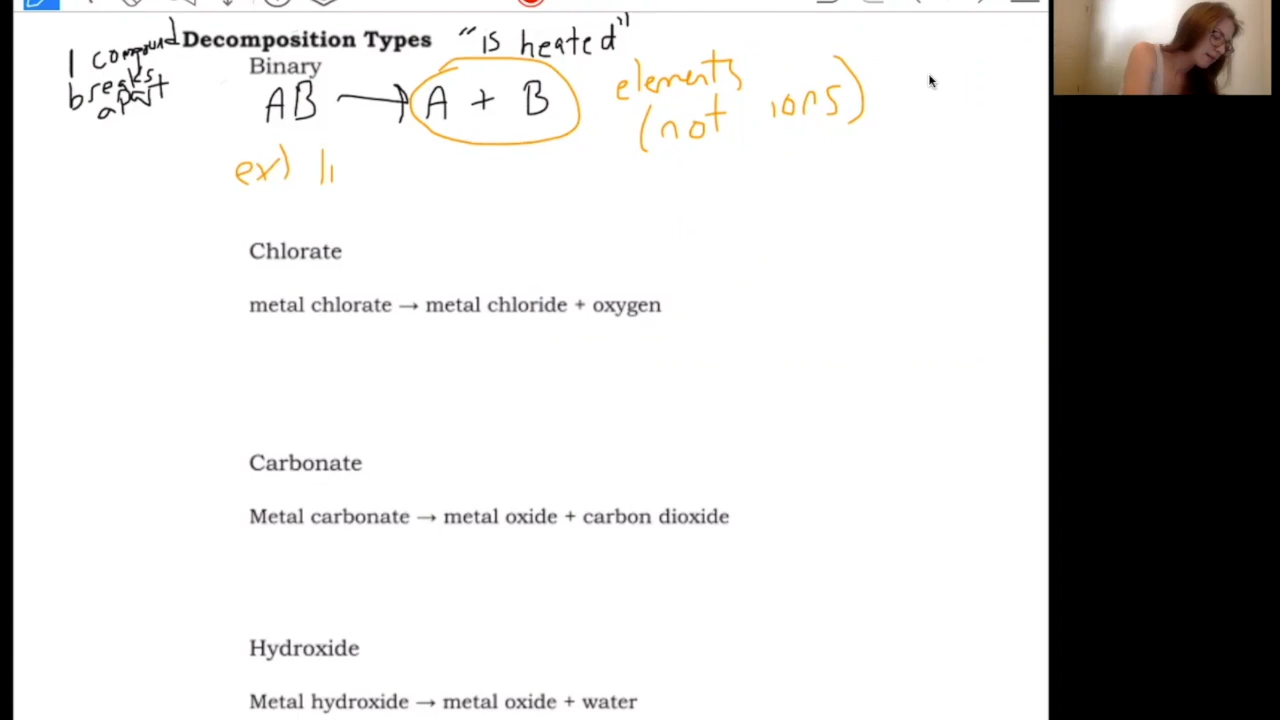 1 compound
breaks
apart
Decomposition Types "is heated"
Binary
AB → A + B elements
(not ions)
ex) li
Chlorate
metal chlorate → metal chloride + oxygen
Carbonate
Metal carbonate → metal oxide + carbon dioxide
Hydroxide
Metal hydroxide → metal oxide + water